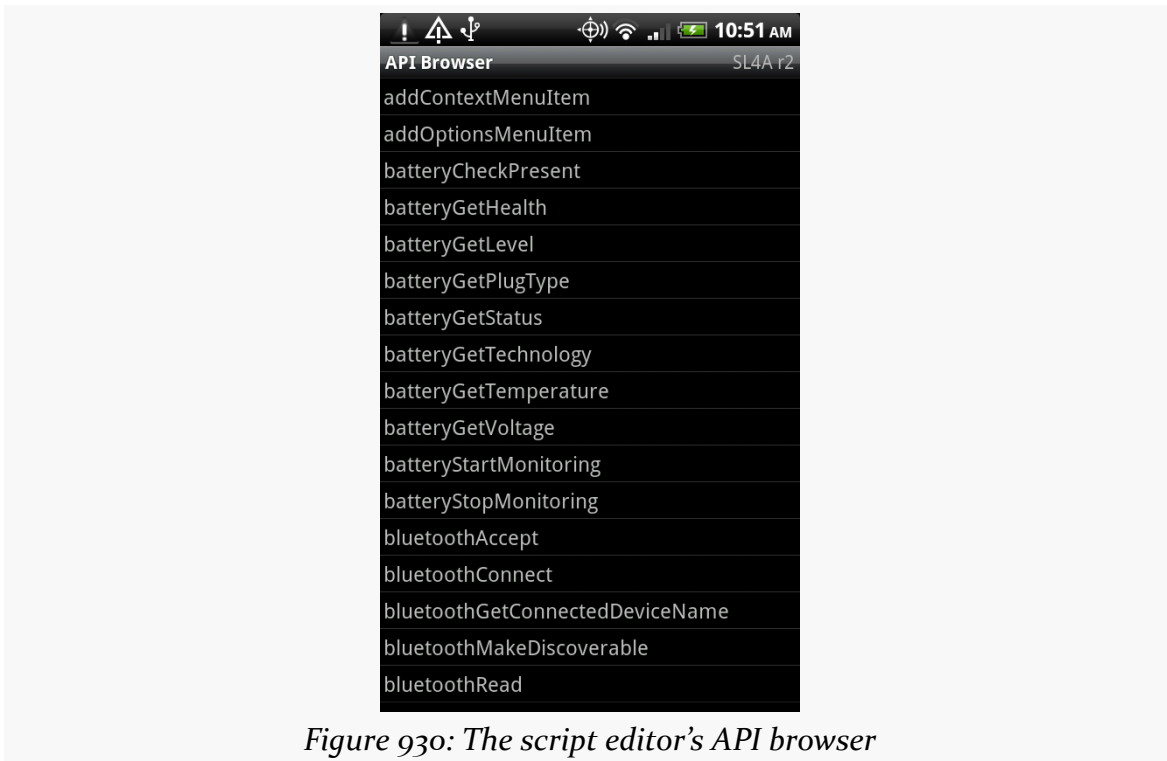 10:51 AM
API Browser SL4A r2
addContextMenuItem
addOptionsMenuItem
batteryCheckPresent
batteryGetHealth
batteryGetLevel
batteryGetPlugType
batteryGetStatus
batteryGetTechnology
batteryGetTemperature
batteryGetVoltage
batteryStartMonitoring
batteryStopMonitoring
bluetoothAccept
bluetoothConnect
bluetoothGetConnectedDeviceName
bluetoothMakeDiscoverable
bluetoothRead
Figure 930: The script editor’s API browser